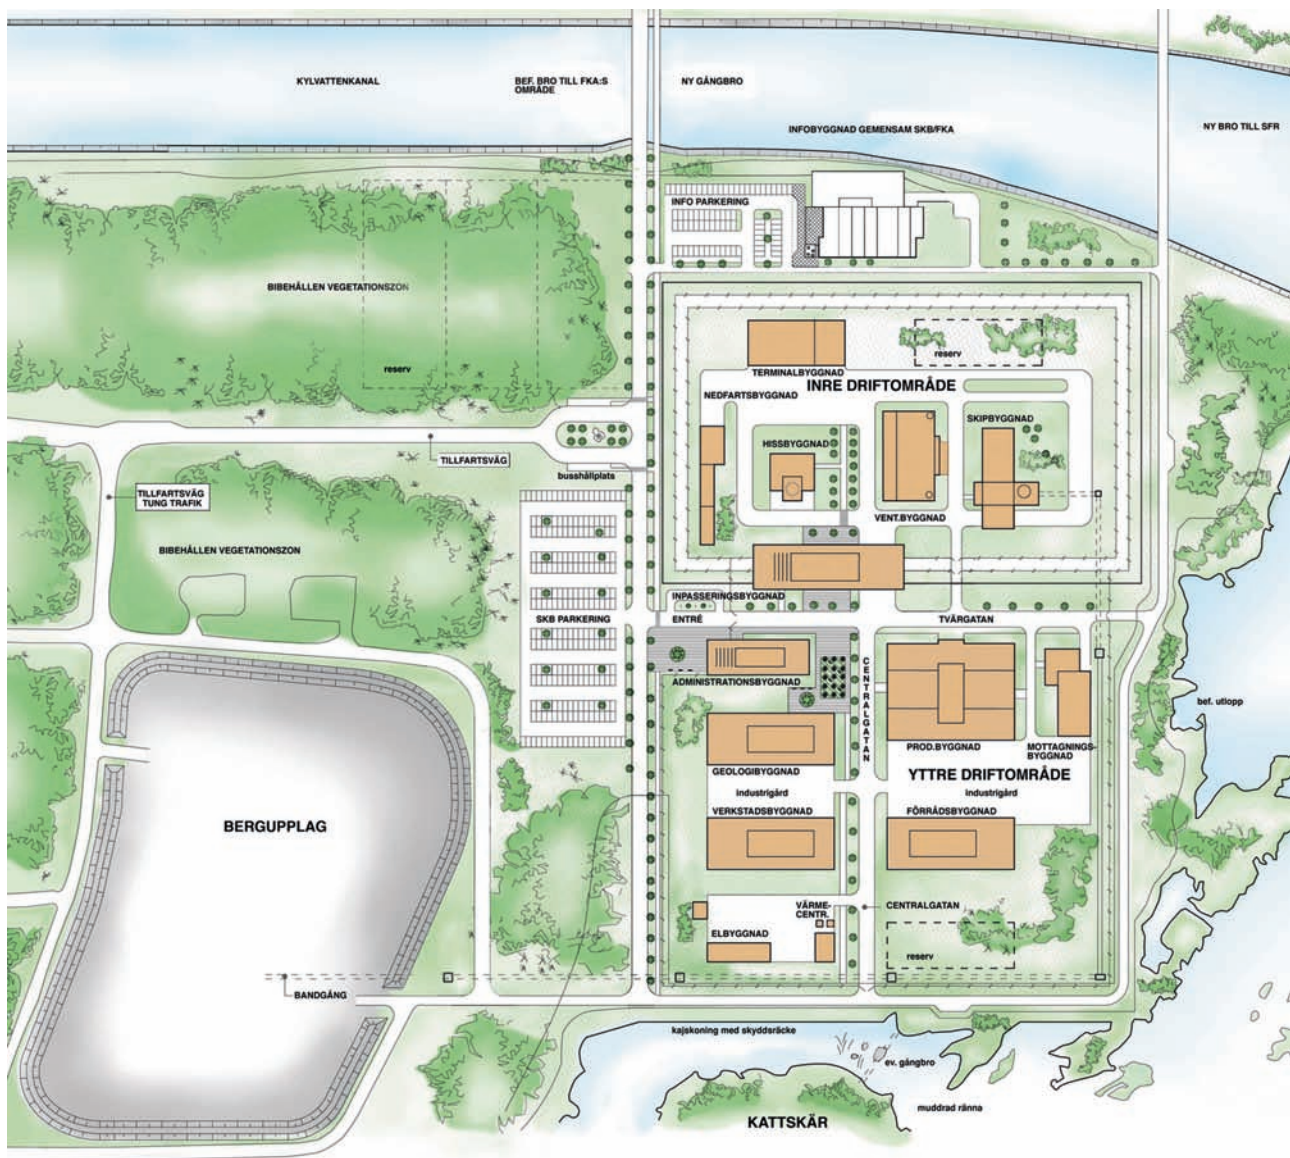 KYLVATTENKANAL
BEF. BRO TILL FKA:S
OMRÅDE
NY GÅNGBRO
INFOBYGGNAD GEMENSAM SKB/FKA
NY BRO TILL SFR
INFO PARKERING
BIBEHÅLLEN VEGETATIONSZON
reserv
reserv
TERMINALBYGGNAD
INRE DRIFTOMRÅDE
NEDFARTSBYGGNAD
HISSBYGGNAD
SKIPBYGGNAD
TILLFARTSVÄG
busshållplats
TILLFARTSVÄG
TUNG TRAFIK
VENT.BYGGNAD
BIBEHÅLLEN VEGETATIONSZON
INPASSERINGSBYGGNAD
SKB PARKERING
ENTRÉ
TVÄRGATAN
CENTRALGATAN
ADMINISTRATIONSBYGGNAD
bef. utlopp
PROD.BYGGNAD
MOTTAGNINGS-
BYGGNAD
GEOLOGIBYGGNAD
YTTRE DRIFTOMRÅDE
industrigård
industrigård
VERKSTADSBYGGNAD
FÖRRÅDSBYGGNAD
BERGUPPLAG
VÄRME-
CENTR.
CENTRALGATAN
ELBYGGNAD
reserv
BANDGÅNG
kajskoning med skyddsräcke
ev. gångbro
muddrad ränna
KATTSKÄR